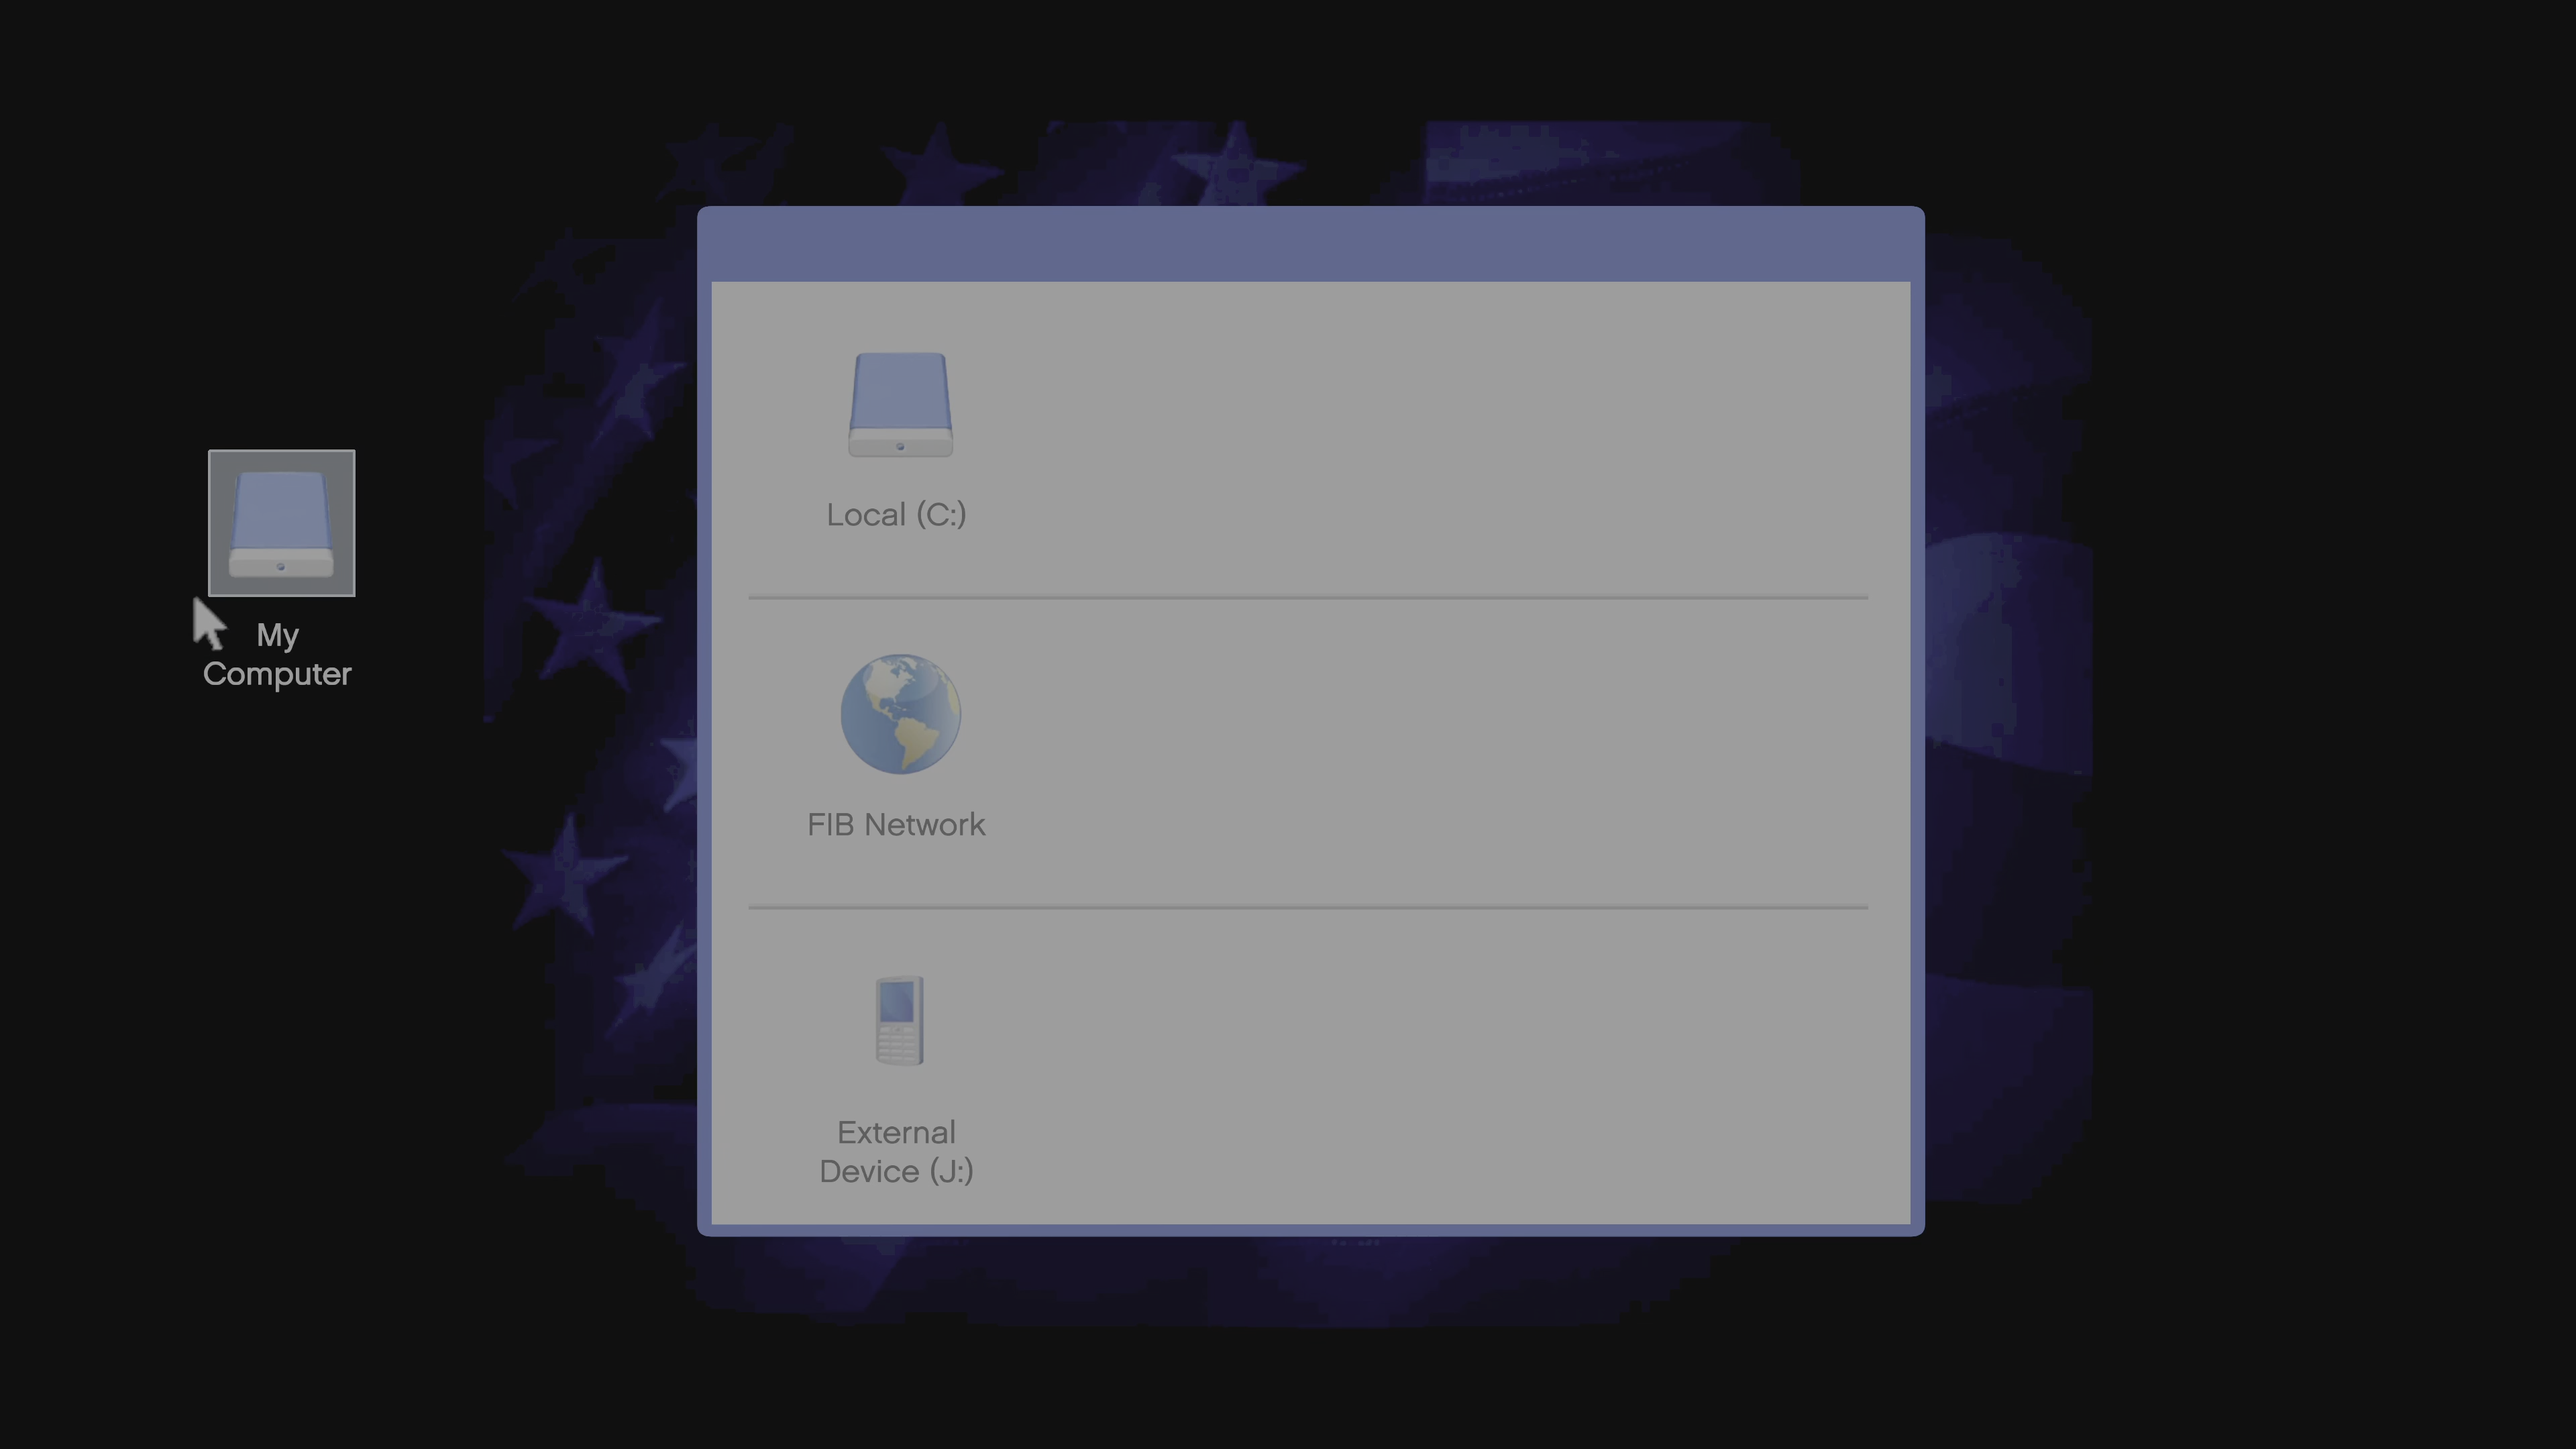 My
Computer
Local (C:)
FIB Network
External
Device (J:)